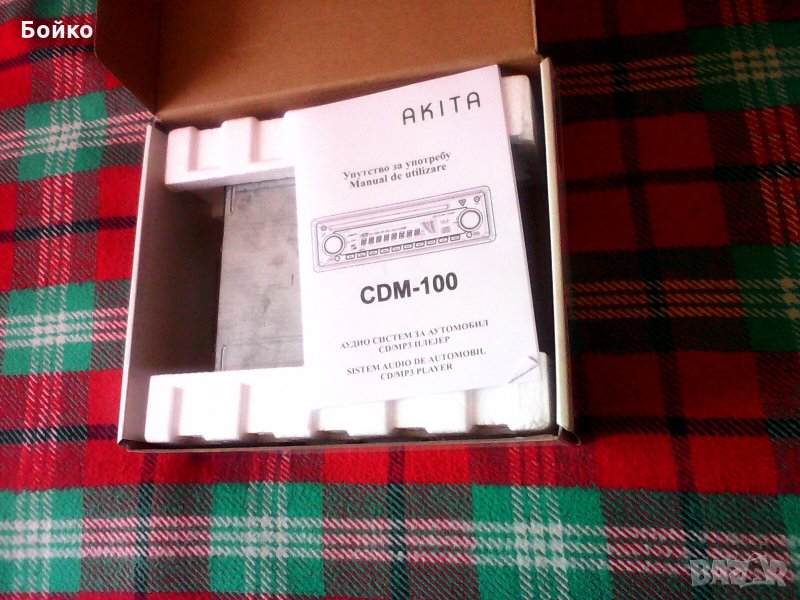 Бойко
AKITA
Упутство за употребу
Manual de utilizare
CDM-100
АУДИО СИСТЕМ ЗА АУТОМОБИЛ
CD/MP3 ПЛЕЈЕР
SISTEM AUDIO DE AUTOMOBIL
CD/MP3 PLAYER
BAZAR